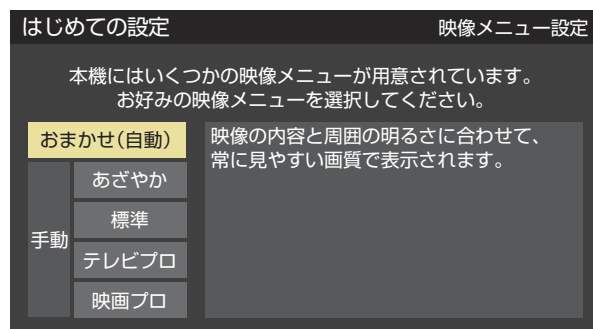 はじめての設定
映像メニュー設定
本機にはいくつかの映像メニューが用意されています。
お好みの映像メニューを選択してください。
おまかせ(自動)
手動
あざやか
標準
テレビプロ
映画プロ
映像の内容と周囲の明るさに合わせて、
常に見やすい画質で表示されます。